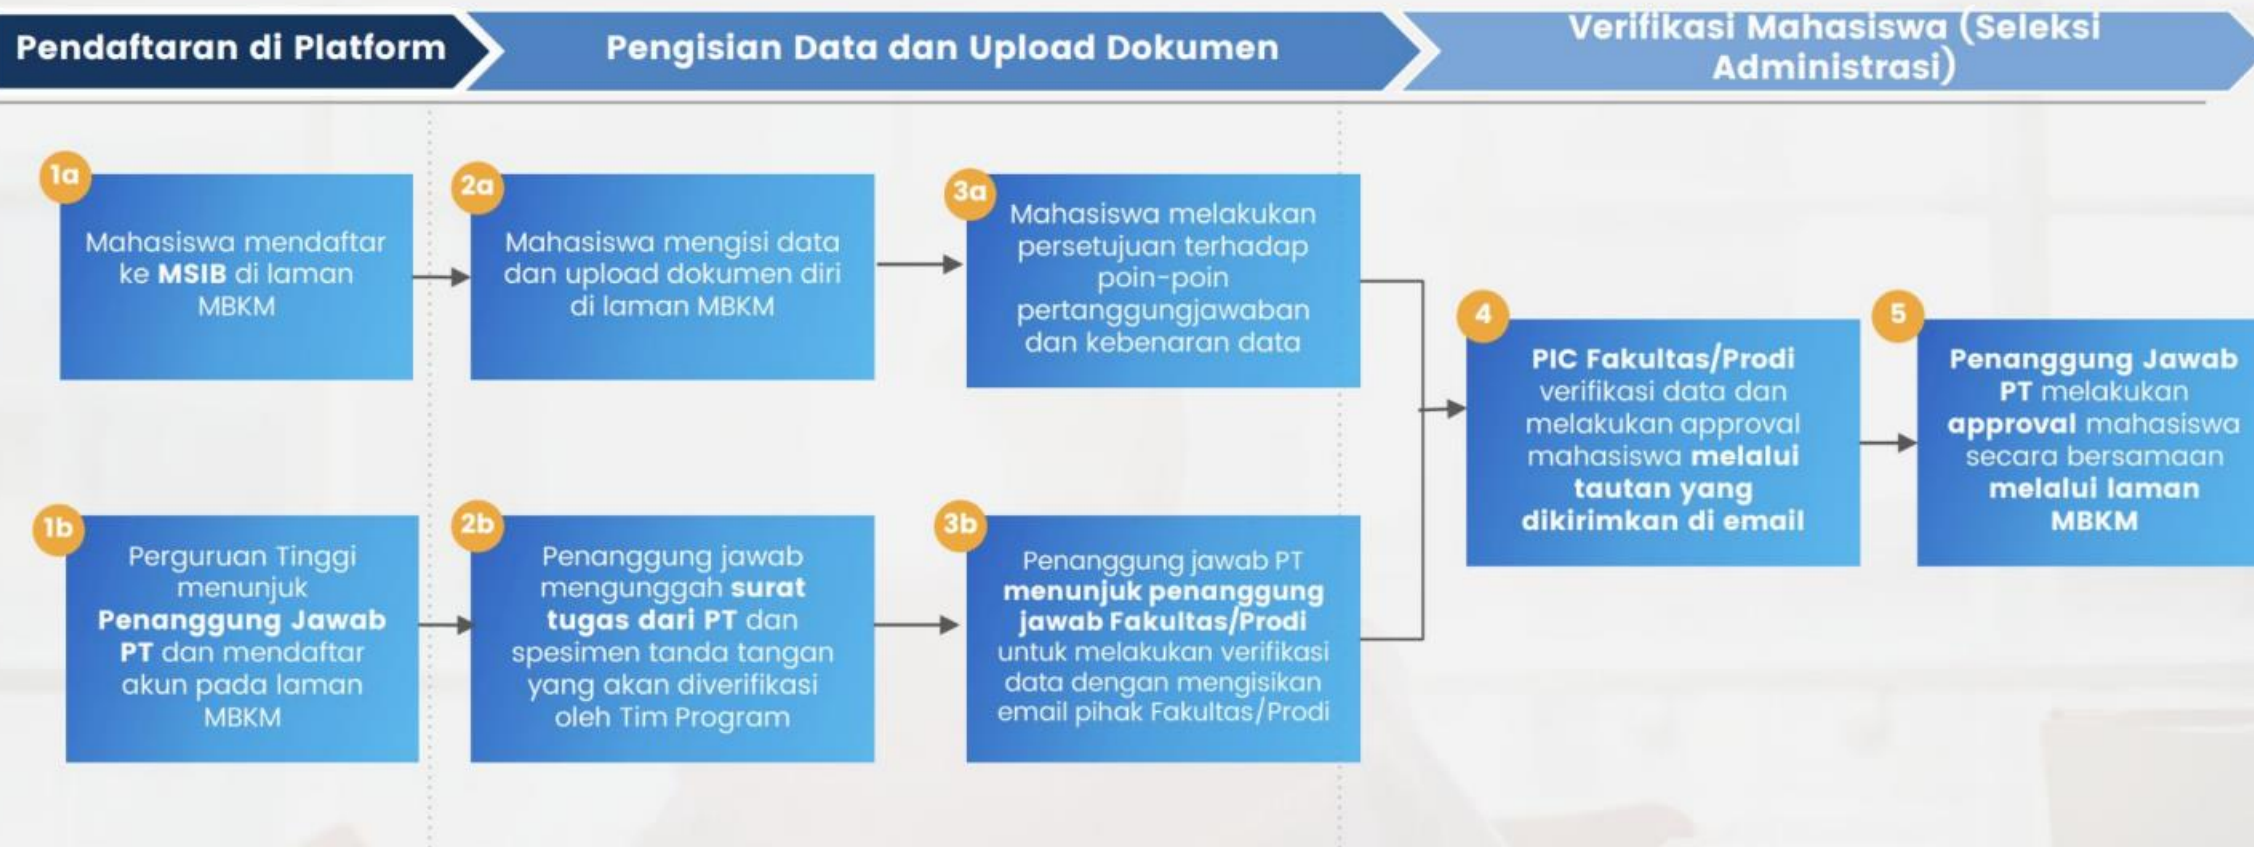 Pendaftaran di Platform
Pengisian Data dan Upload Dokumen
Verifikasi Mahasiswa (Seleksi
Administrasi)
1a
Mahasiswa mendaftar
ke MSIB di laman
MBKM
2a
Mahasiswa mengisi data
dan upload dokumen diri
di laman MBKM
3a
Mahasiswa melakukan
persetujuan terhadap
poin-poin
pertanggungjawaban
dan kebenaran data
1b
Perguruan Tinggi
menunjuk
Penanggung Jawab
PT dan mendaftar
akun pada laman
MBKM
2b
Penanggung jawab
mengunggah surat
tugas dari PT dan
spesimen tanda tangan
yang akan diverifikasi
oleh Tim Program
3b
Penanggung jawab PT
menunjuk penanggung
jawab Fakultas/Prodi
untuk melakukan verifikasi
data dengan mengisikan
email pihak Fakultas/Prodi
4
PIC Fakultas/Prodi
verifikasi data dan
melakukan approval
mahasiswa melalui
tautan yang
dikirimkan di email
5
Penanggung Jawab
PT melakukan
approval mahasiswa
secara bersamaan
melalui laman
MBKM